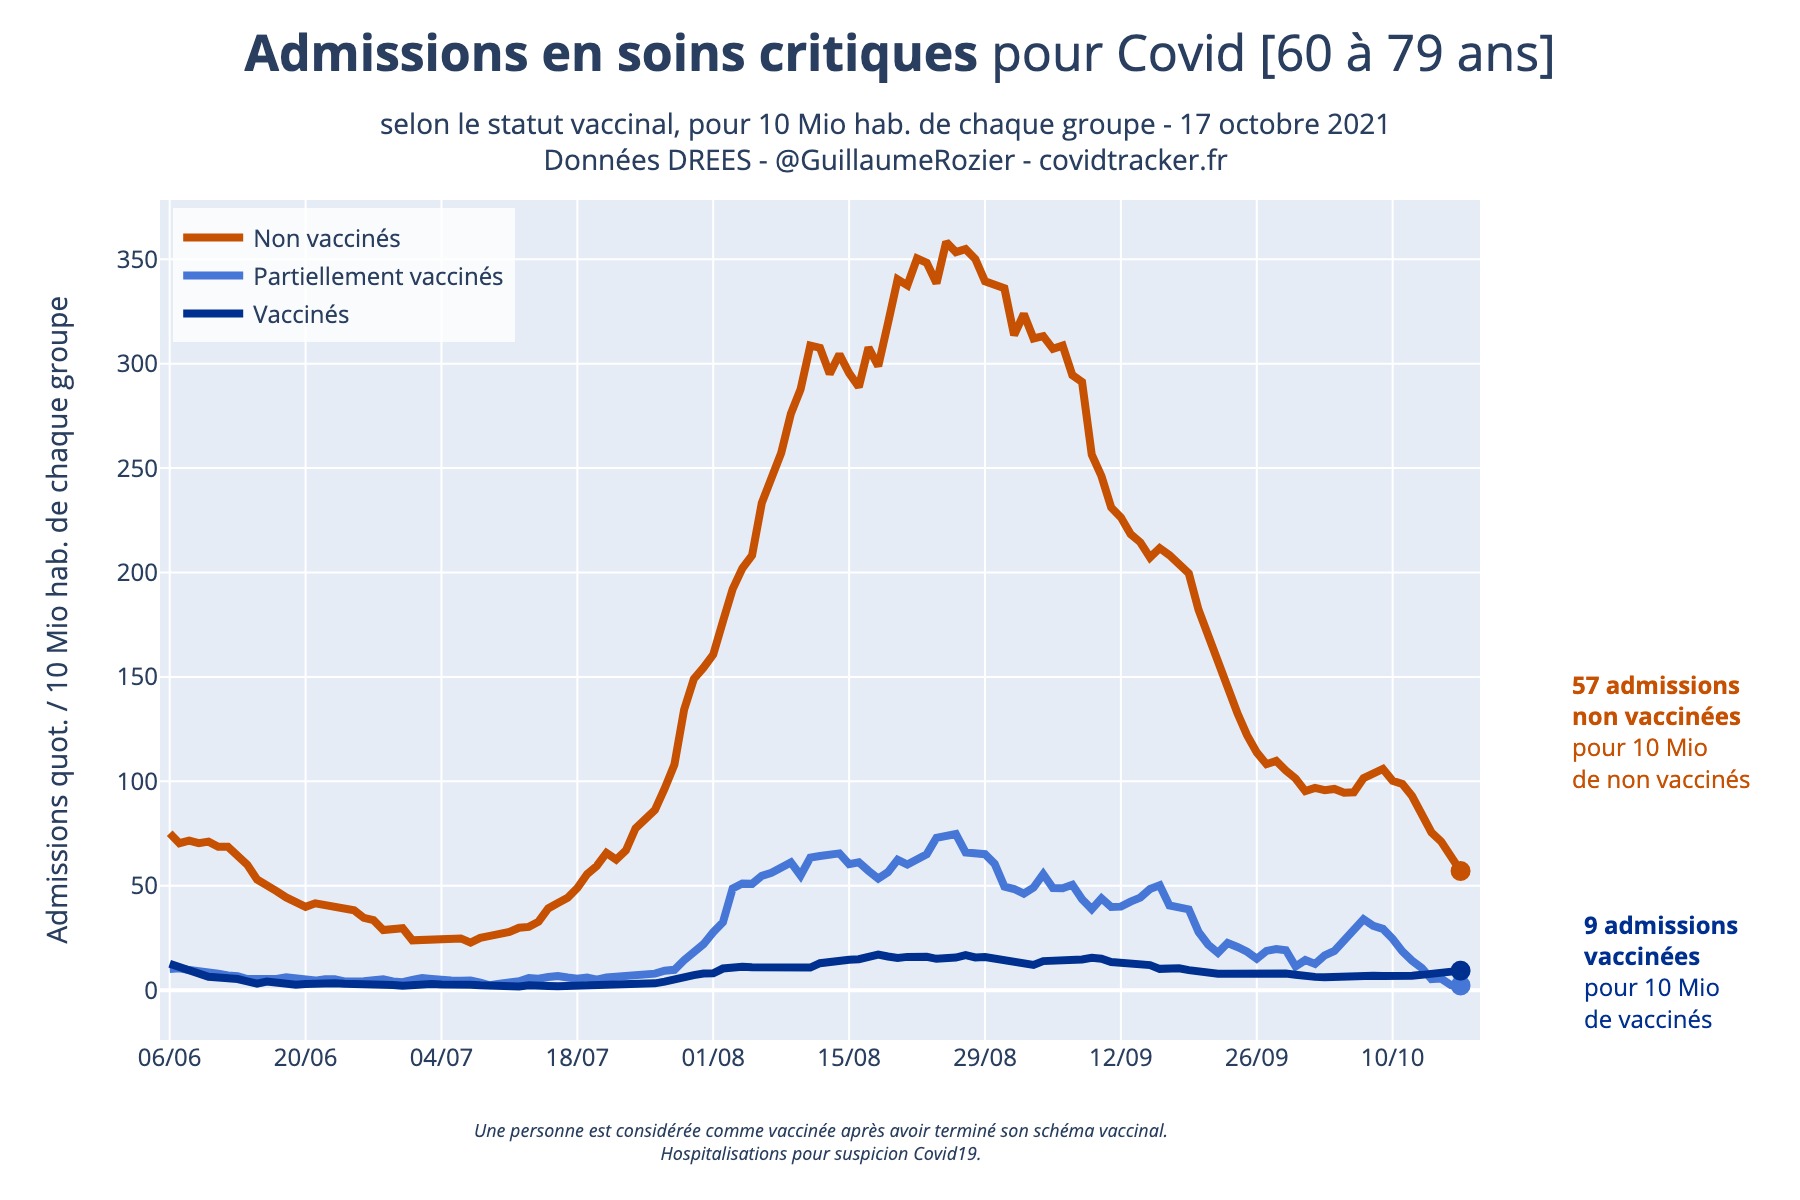 Admissions en soins critiques pour Covid [60 à 79 ans]
selon le statut vaccinal, pour 10 Mio hab. de chaque groupe - 17 octobre 2021
Données DREES - @GuillaumeRozier - covidtracker.fr
Non vaccinés
Partiellement vaccinés
Vaccinés
Admissions quot. / 10 Mio hab. de chaque groupe
350
300
250
200
150
100
50
0
06/06
20/06
04/07
18/07
01/08
15/08
29/08
12/09
26/09
10/10
57 admissions
non vaccinées
pour 10 Mio
de non vaccinés
9 admissions
vaccinées
pour 10 Mio
de vaccinés
Une personne est considérée comme vaccinée après avoir terminé son schéma vaccinal.
Hospitalisations pour suspicion Covid19.